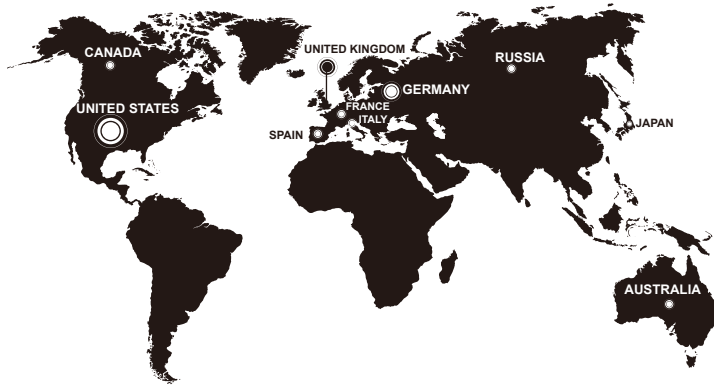 CANADA
UNITED KINGDOM
RUSSIA
GERMANY
UNITED STATES
FRANCE
ITALY
SPAIN
JAPAN
AUSTRALIA